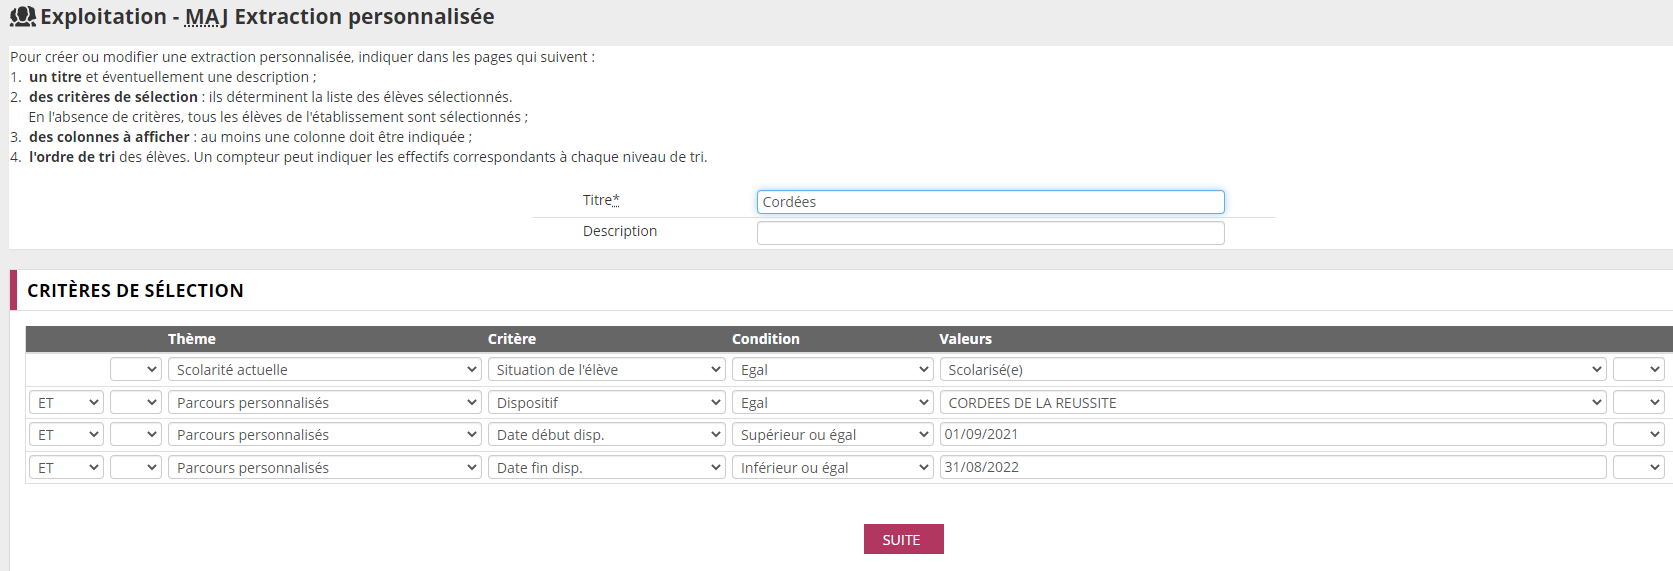 Exploitation - MAJ Extraction personnalisée
Pour créer ou modifier une extraction personnalisée, indiquer dans les pages qui suivent :
1. un titre et éventuellement une description ;
2. des critères de sélection : ils déterminent la liste des élèves sélectionnés.
En l'absence de critères, tous les élèves de l'établissement sont sélectionnés ;
3. des colonnes à afficher : au moins une colonne doit être indiquée ;
4. l'ordre de tri des élèves. Un compteur peut indiquer les effectifs correspondants à chaque niveau de tri.
Titre* Cordées
Description
CRITÈRES DE SÉLECTION
Thème Critère Condition Valeurs
Scolarité actuelle Situation de l'élève Egal Scolarisé(e)
ET Parcours personnalisés Dispositif Egal CORDEES DE LA REUSSITE
ET Parcours personnalisés Date début disp. Supérieur ou égal 01/09/2021
ET Parcours personnalisés Date fin disp. Inférieur ou égal 31/08/2022
SUITE